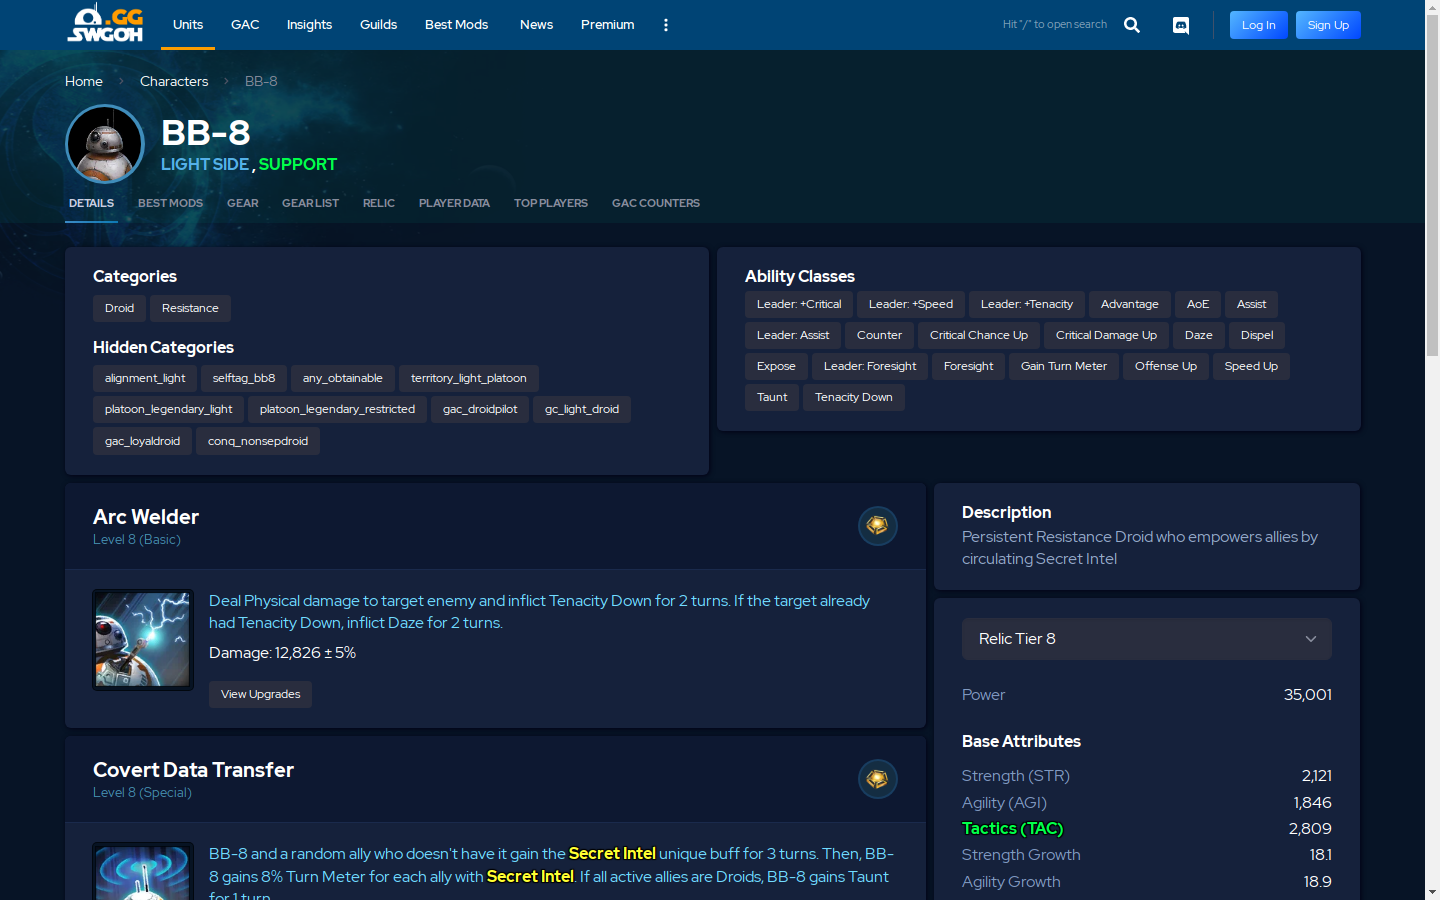 .GG
SWGOH
Units
GAC
Insights
Guilds
Best Mods
News
Premium
Hit "/" to open search
Log In
Sign Up
Home
Characters
BB-8
BB-8
LIGHT SIDE, SUPPORT
DETAILS
BEST MODS
GEAR
GEAR LIST
RELIC
PLAYER DATA
TOP PLAYERS
GAC COUNTERS
Categories
Droid
Resistance
Hidden Categories
alignment_light
selftag_bb8
any_obtainable
territory_light_platoon
platoon_legendary_light
platoon_legendary_restricted
gac_droidpilot
gc_light_droid
gac_loyaldroid
conq_nonsepdroid
Ability Classes
Leader: +Critical
Leader: +Speed
Leader: +Tenacity
Advantage
AoE
Assist
Leader: Assist
Counter
Critical Chance Up
Critical Damage Up
Daze
Dispel
Expose
Leader: Foresight
Foresight
Gain Turn Meter
Offense Up
Speed Up
Taunt
Tenacity Down
Arc Welder
Level 8 (Basic)
Deal Physical damage to target enemy and inflict Tenacity Down for 2 turns. If the target already
had Tenacity Down, inflict Daze for 2 turns.
Damage: 12,826 ± 5%
View Upgrades
Covert Data Transfer
Level 8 (Special)
BB-8 and a random ally who doesn't have it gain the Secret Intel unique buff for 3 turns. Then, BB-
8 gains 8% Turn Meter for each ally with Secret Intel. If all active allies are Droids, BB-8 gains Taunt
for 1 turn.
Description
Persistent Resistance Droid who empowers allies by
circulating Secret Intel
Relic Tier 8
Power 35,001
Base Attributes
Strength (STR) 2,121
Agility (AGI) 1,846
Tactics (TAC) 2,809
Strength Growth 18.1
Agility Growth 18.9